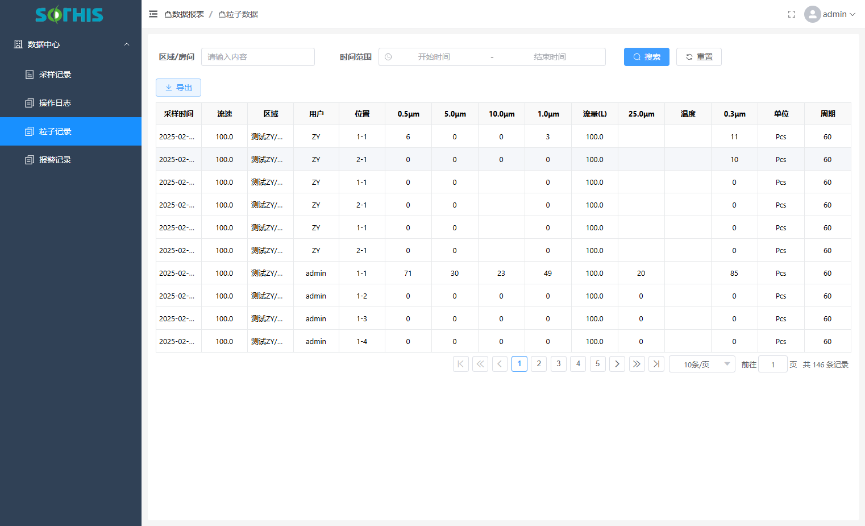 SOTHIS
数据中心
采样记录
操作日志
粒子记录
报警记录
数据报表 / 粒子数据
admin
区域/房间 请输入内容 时间范围 开始时间 - 结束时间 搜索 重置
导出
采样时间 流速 区域 用户 位置 0.5μm 5.0μm 10.0μm 1.0μm 流量(L) 25.0μm 温度 0.3μm 单位 周期
2025-02-... 100.0 测试ZY/... ZY 1-1 6 0 0 3 100.0 11 Pcs 60
2025-02-... 100.0 测试ZY/... ZY 2-1 0 0 0 0 100.0 10 Pcs 60
2025-02-... 100.0 测试ZY/... ZY 1-1 0 0 0 100.0 0 Pcs 60
2025-02-... 100.0 测试ZY/... ZY 2-1 0 0 0 100.0 0 Pcs 60
2025-02-... 100.0 测试ZY/... ZY 1-1 0 0 0 100.0 0 Pcs 60
2025-02-... 100.0 测试ZY/... ZY 2-1 0 0 0 100.0 0 Pcs 60
2025-02-... 100.0 测试ZY/... admin 1-1 71 30 23 49 100.0 20 85 Pcs 60
2025-02-... 100.0 测试ZY/... admin 1-2 0 0 0 0 100.0 0 0 Pcs 60
2025-02-... 100.0 测试ZY/... admin 1-3 0 0 0 0 100.0 0 0 Pcs 60
2025-02-... 100.0 测试ZY/... admin 1-4 0 0 0 0 100.0 0 0 Pcs 60
1 2 3 4 5 10条/页 前往 1 页 共 146 条记录